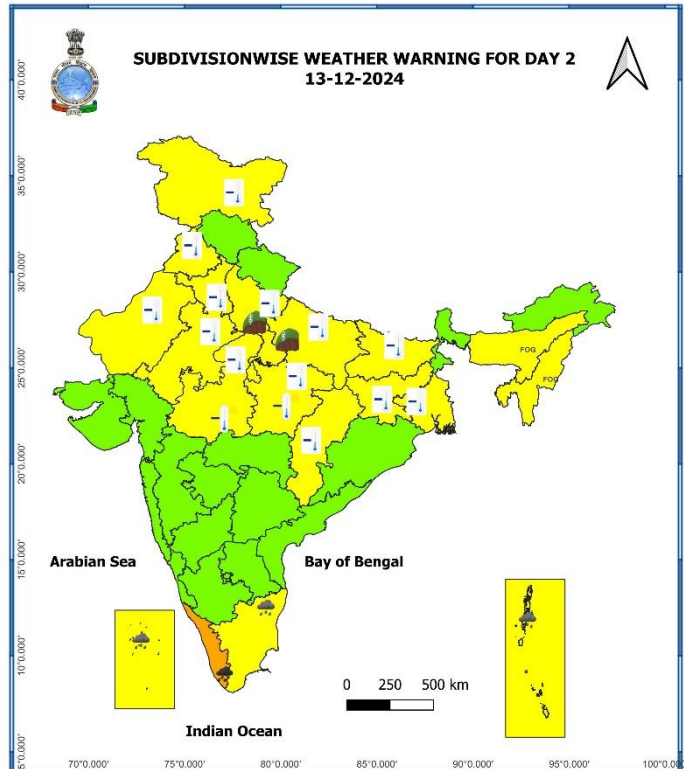 SUBDIVISIONWISE WEATHER WARNING FOR DAY 2
13-12-2024
40°0.000'
35°0.000'
30°0.000'
25°0.000'
20°0.000'
15°0.000'
10°0.000'
5°0.000'
FOG
FOG
Arabian Sea
Bay of Bengal
0 250 500 km
Indian Ocean
70°0.000' 75°0.000' 80°0.000' 85°0.000' 90°0.000' 95°0.000' 100°0.000'